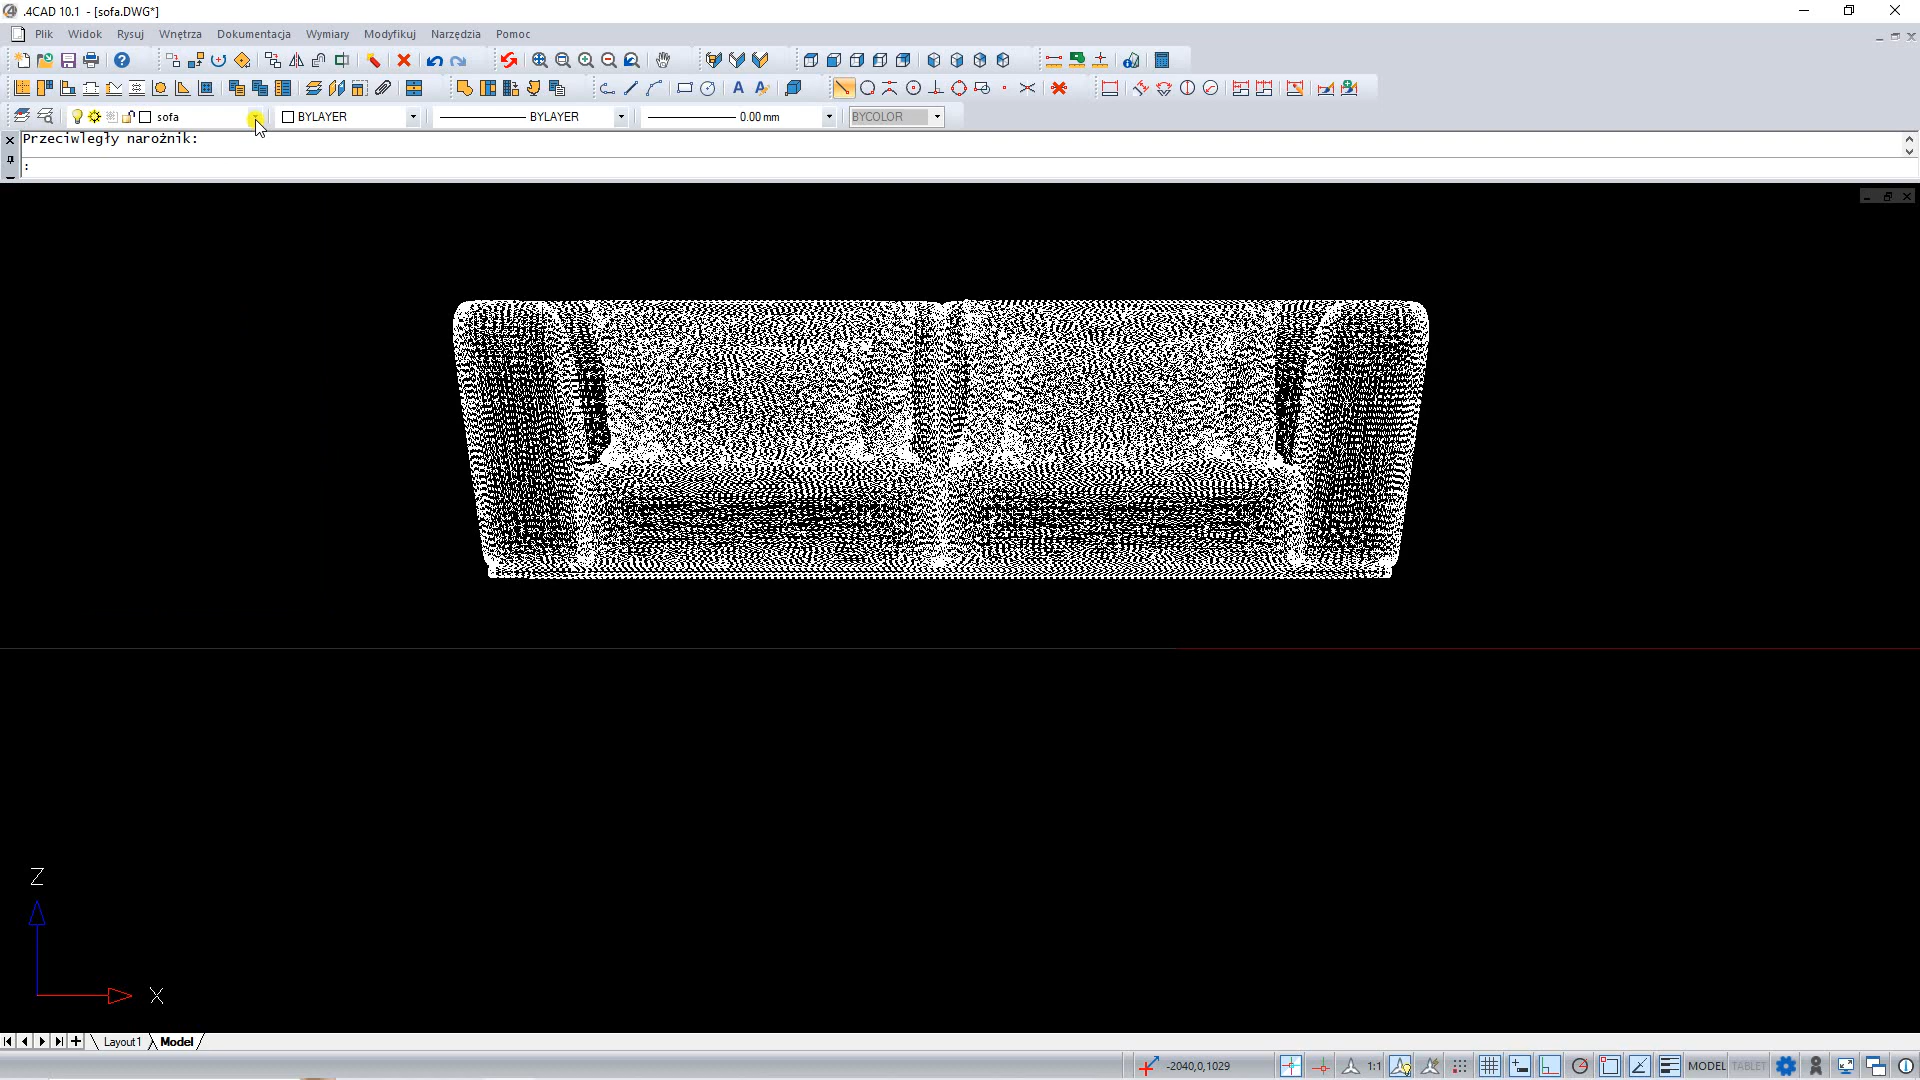 .4CAD 10.1 - [sofa.DWG*]
Plik Widok Rysuj Wnętrza Dokumentacja Wymiary Modyfikuj Narzędzia Pomoc
sofa BYLAYER BYLAYER 0.00 mm BYCOLOR
Przeciwległy narożnik:
:
Z
X
Layout1 Model
-2040,0,1029 1:1 MODEL TABLET